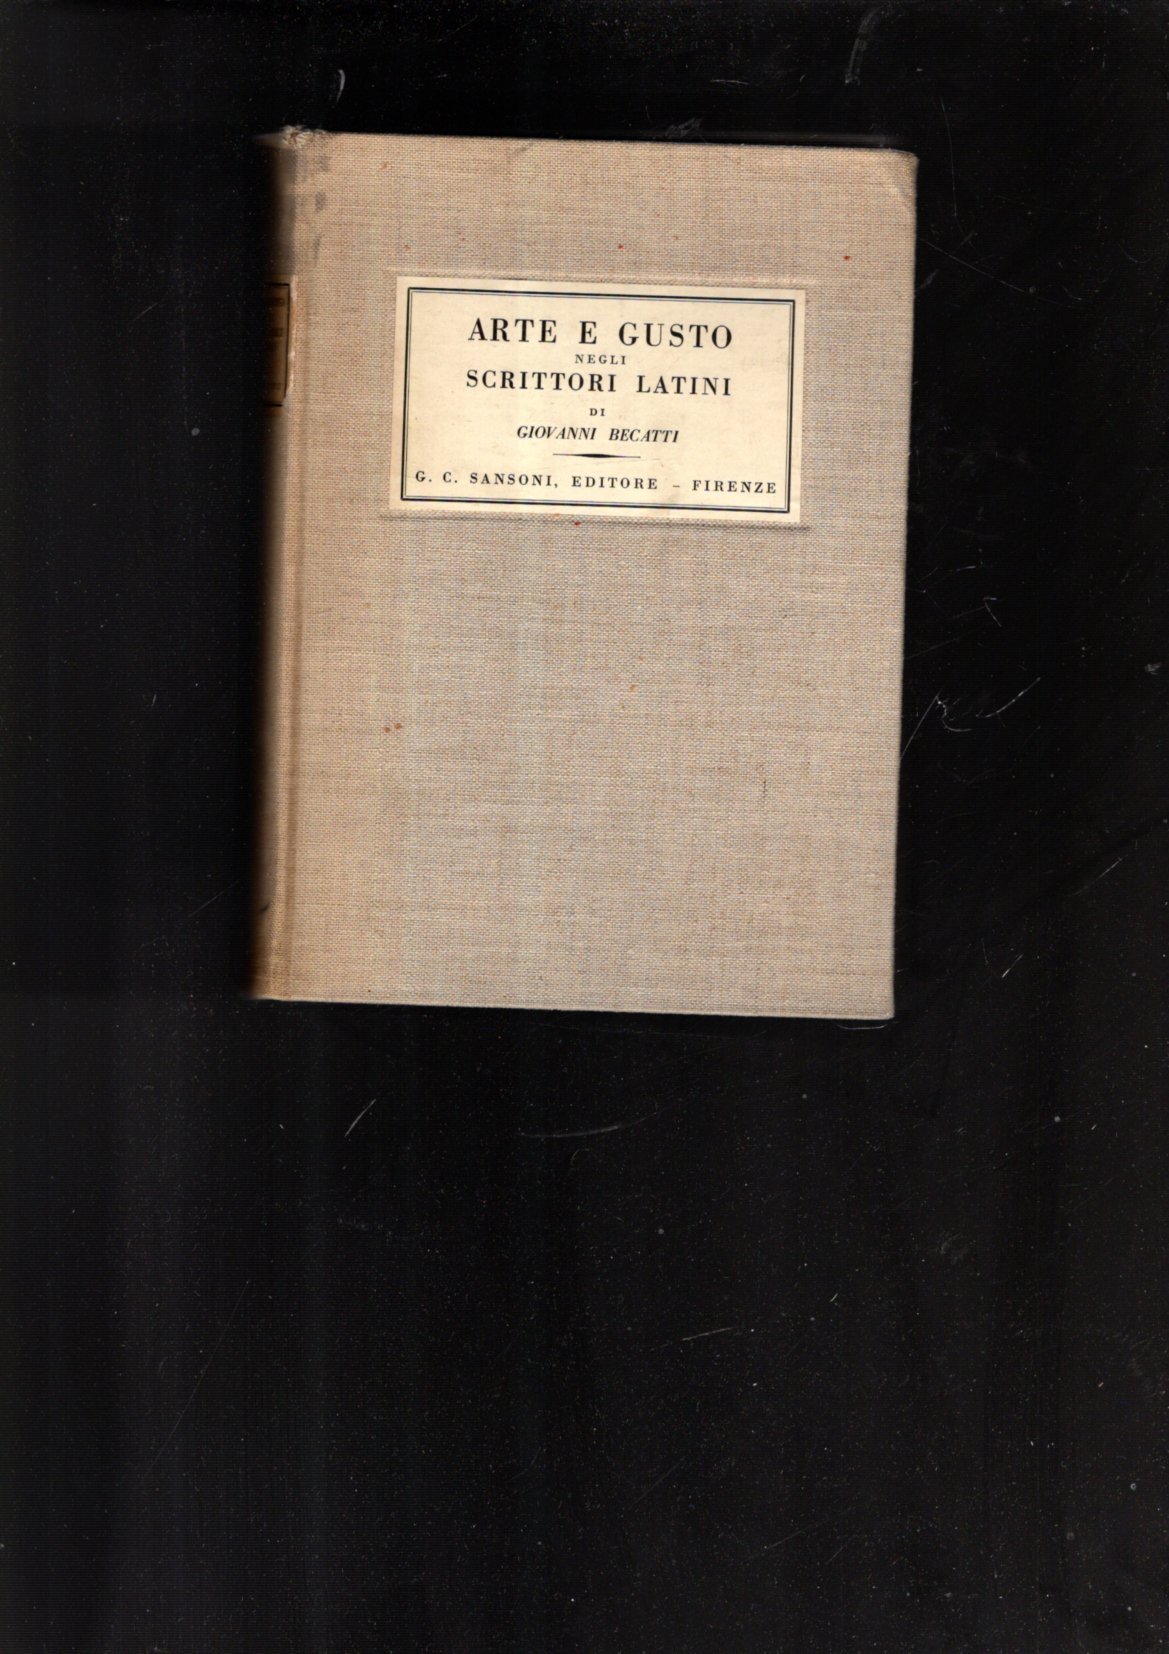 ARTE E GUSTO
NEGLI
SCRITTORI LATINI
DI
GIOVANNI BECATTI
G. C. SANSONI, EDITORE – FIRENZE